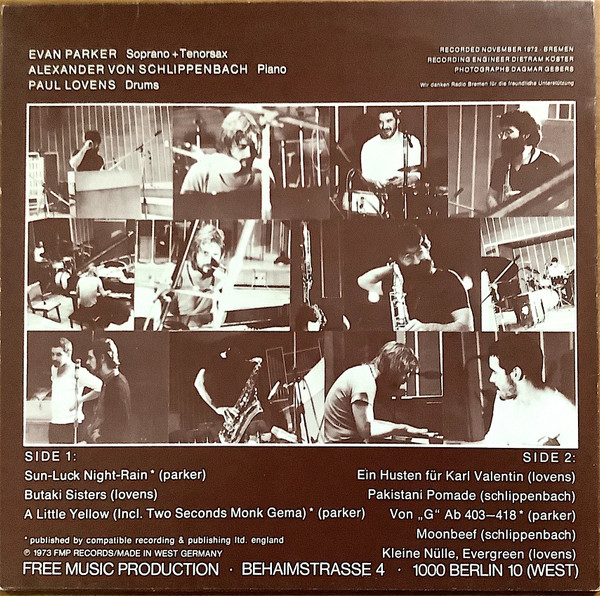 EVAN PARKER Soprano + Tenorsax
ALEXANDER VON SCHLIPPENBACH Piano
PAUL LOVENS Drums
RECORDED NOVEMBER 1972 · BREMEN
RECORDING ENGINEER DIETRAM KÖSTER
PHOTOGRAPHS DAGMAR GEBERS
Wir danken Radio Bremen für die freundliche Unterstützung
SIDE 1:
Sun-Luck Night-Rain * (parker)
Butaki Sisters (lovens)
A Little Yellow (Incl. Two Seconds Monk Gema) * (parker)
* published by compatible recording & publishing ltd. england
℗ 1973 FMP RECORDS/MADE IN WEST GERMANY
SIDE 2:
Ein Husten für Karl Valentin (lovens)
Pakistani Pomade (schlippenbach)
Von „G“ Ab 403—418 * (parker)
Moonbeef (schlippenbach)
Kleine Nülle, Evergreen (lovens)
FREE MUSIC PRODUCTION · BEHAIMSTRASSE 4 · 1000 BERLIN 10 (WEST)